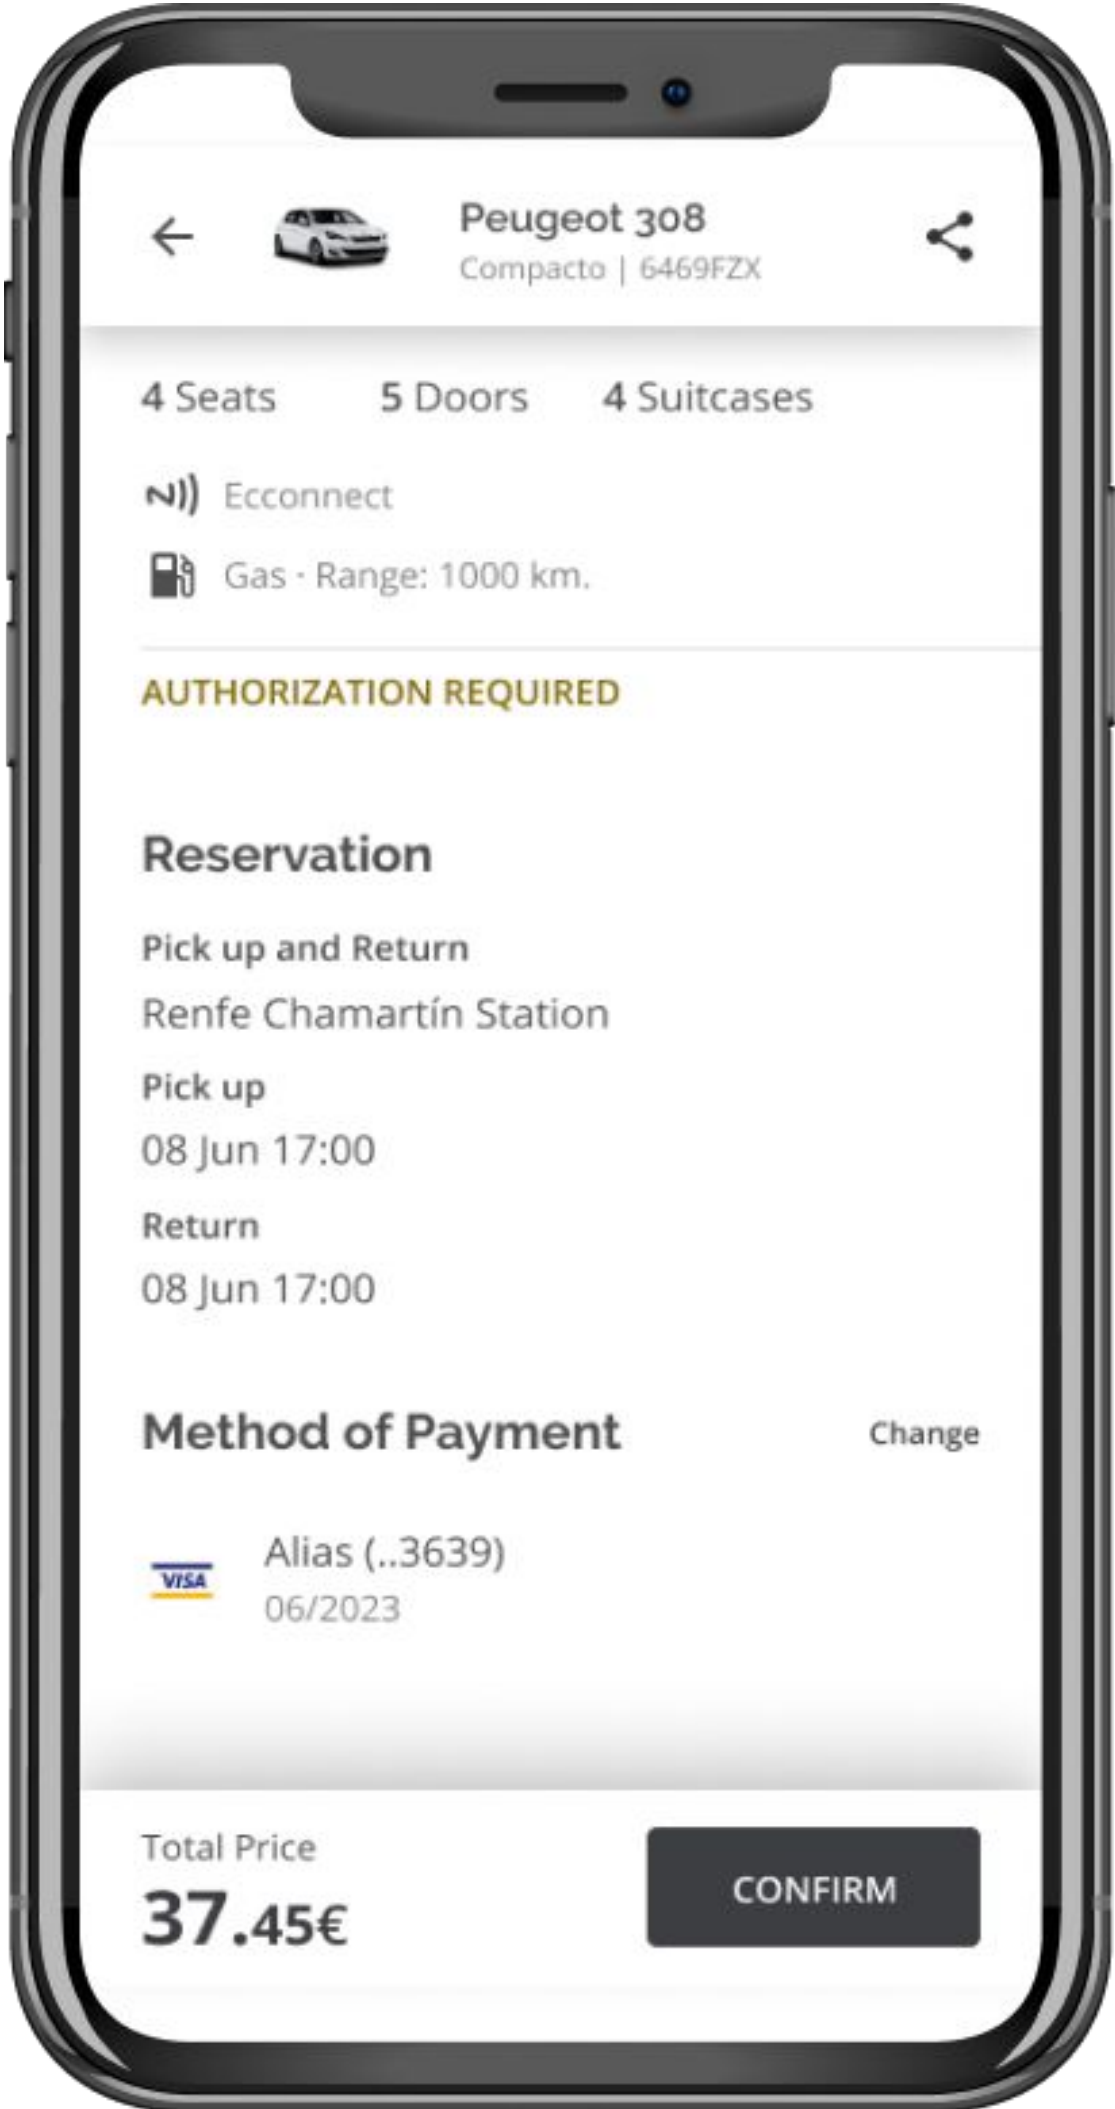 Peugeot 308
Compacto | 6469FZX
4 Seats 5 Doors 4 Suitcases
Ecconnect
Gas · Range: 1000 km.
AUTHORIZATION REQUIRED
Reservation
Pick up and Return
Renfe Chamartín Station
Pick up
08 Jun 17:00
Return
08 Jun 17:00
Method of Payment Change
VISA Alias (..3639)
06/2023
Total Price
37.45€
CONFIRM